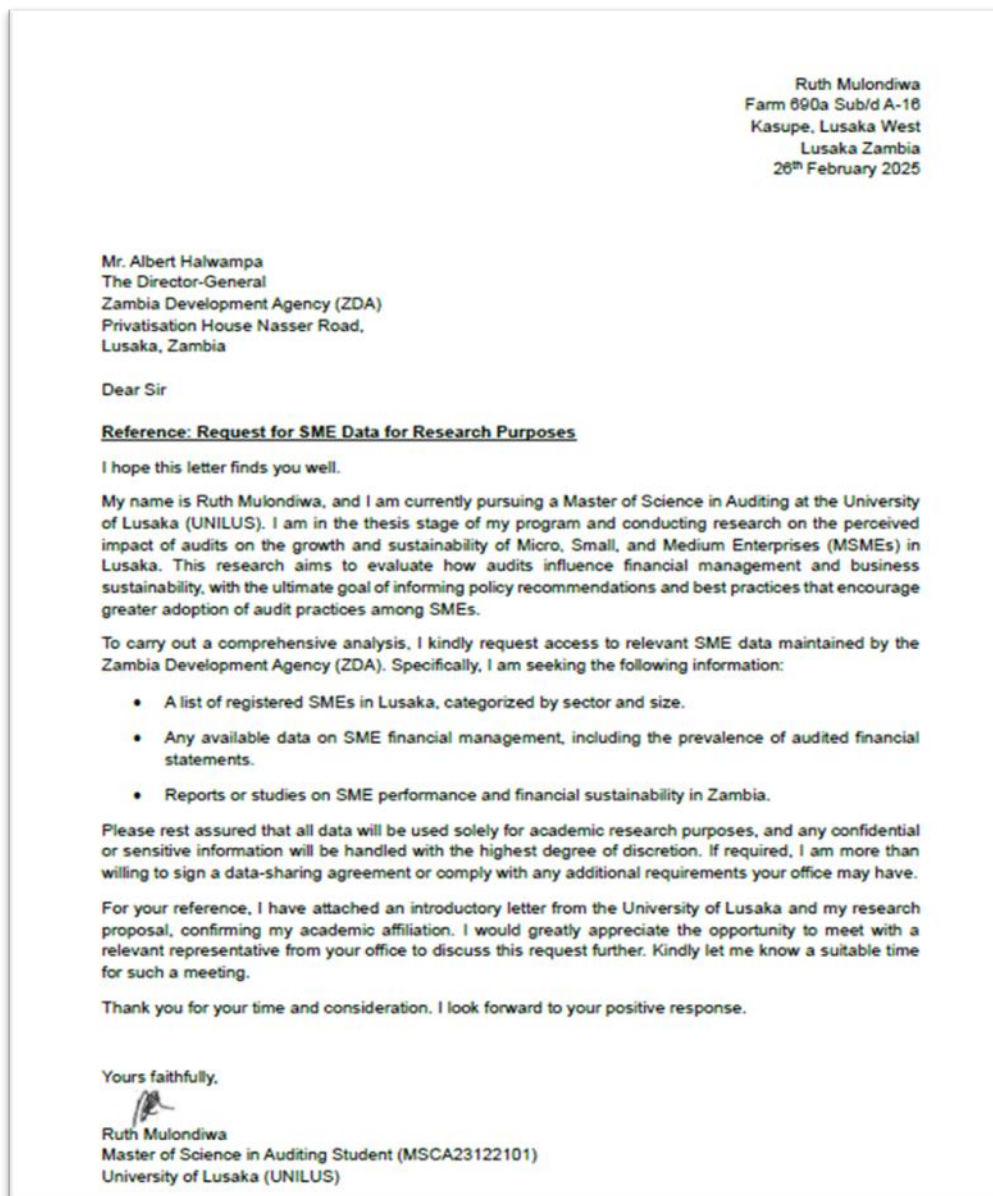 Ruth Mulondiwa
Farm 690a Sub/d A-16
Kasupe, Lusaka West
Lusaka Zambia
26th February 2025
Mr. Albert Halwampa
The Director-General
Zambia Development Agency (ZDA)
Privatisation House Nasser Road,
Lusaka, Zambia
Dear Sir
Reference: Request for SME Data for Research Purposes
I hope this letter finds you well.
My name is Ruth Mulondiwa, and I am currently pursuing a Master of Science in Auditing at the University
of Lusaka (UNILUS). I am in the thesis stage of my program and conducting research on the perceived
impact of audits on the growth and sustainability of Micro, Small, and Medium Enterprises (MSMEs) in
Lusaka. This research aims to evaluate how audits influence financial management and business
sustainability, with the ultimate goal of informing policy recommendations and best practices that encourage
greater adoption of audit practices among SMEs.
To carry out a comprehensive analysis, I kindly request access to relevant SME data maintained by the
Zambia Development Agency (ZDA). Specifically, I am seeking the following information:
• A list of registered SMEs in Lusaka, categorized by sector and size.
• Any available data on SME financial management, including the prevalence of audited financial
statements.
• Reports or studies on SME performance and financial sustainability in Zambia.
Please rest assured that all data will be used solely for academic research purposes, and any confidential
or sensitive information will be handled with the highest degree of discretion. If required, I am more than
willing to sign a data-sharing agreement or comply with any additional requirements your office may have.
For your reference, I have attached an introductory letter from the University of Lusaka and my research
proposal, confirming my academic affiliation. I would greatly appreciate the opportunity to meet with a
relevant representative from your office to discuss this request further. Kindly let me know a suitable time
for such a meeting.
Thank you for your time and consideration. I look forward to your positive response.
Yours faithfully,
Ruth Mulondiwa
Master of Science in Auditing Student (MSCA23122101)
University of Lusaka (UNILUS)